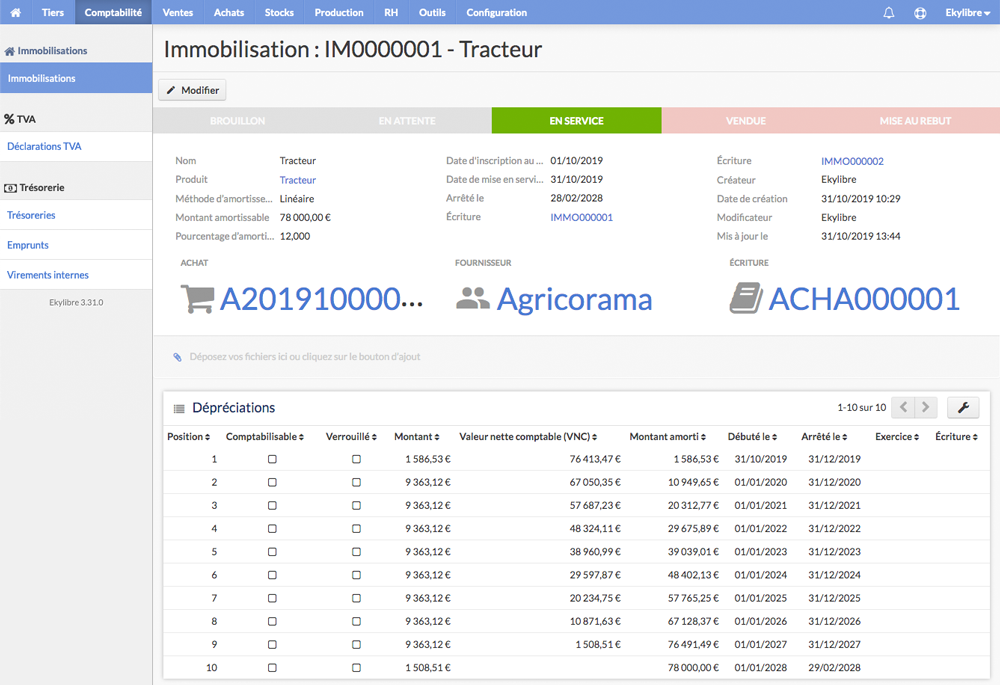 Tiers Comptabilité Ventes Achats Stocks Production RH Outils Configuration Ekylibre
Immobilisations
Immobilisations
TVA
Déclarations TVA
Trésorerie
Trésoreries
Emprunts
Virements internes
Ekylibre 3.31.0
Immobilisation : IM0000001 - Tracteur
Modifier
BROUILLON EN ATTENTE EN SERVICE VENDUE MISE AU REBUT
Nom Tracteur Date d'inscription au ... 01/10/2019 Écriture IMMO000002
Produit Tracteur Date de mise en servi... 31/10/2019 Créateur Ekylibre
Méthode d'amortisse... Linéaire Arrêté le 28/02/2028 Date de création 31/10/2019 10:29
Montant amortissable 78 000,00 € Écriture IMMO000001 Modificateur Ekylibre
Pourcentage d'amorti... 12,000 Mis à jour le 31/10/2019 13:44
ACHAT FOURNISSEUR ÉCRITURE
A201910000... Agricorama ACHA000001
Déposez vos fichiers ici ou cliquez sur le bouton d'ajout
Dépréciations 1-10 sur 10
Position Comptabilisable Verrouillé Montant Valeur nette comptable (VNC) Montant amorti Débuté le Arrêté le Exercice Écriture
1 1 586,53 € 76 413,47 € 1 586,53 € 31/10/2019 31/12/2019
2 9 363,12 € 67 050,35 € 10 949,65 € 01/01/2020 31/12/2020
3 9 363,12 € 57 687,23 € 20 312,77 € 01/01/2021 31/12/2021
4 9 363,12 € 48 324,11 € 29 675,89 € 01/01/2022 31/12/2022
5 9 363,12 € 38 960,99 € 39 039,01 € 01/01/2023 31/12/2023
6 9 363,12 € 29 597,87 € 48 402,13 € 01/01/2024 31/12/2024
7 9 363,12 € 20 234,75 € 57 765,25 € 01/01/2025 31/12/2025
8 9 363,12 € 10 871,63 € 67 128,37 € 01/01/2026 31/12/2026
9 9 363,12 € 1 508,51 € 76 491,49 € 01/01/2027 31/12/2027
10 1 508,51 € 78 000,00 € 01/01/2028 29/02/2028